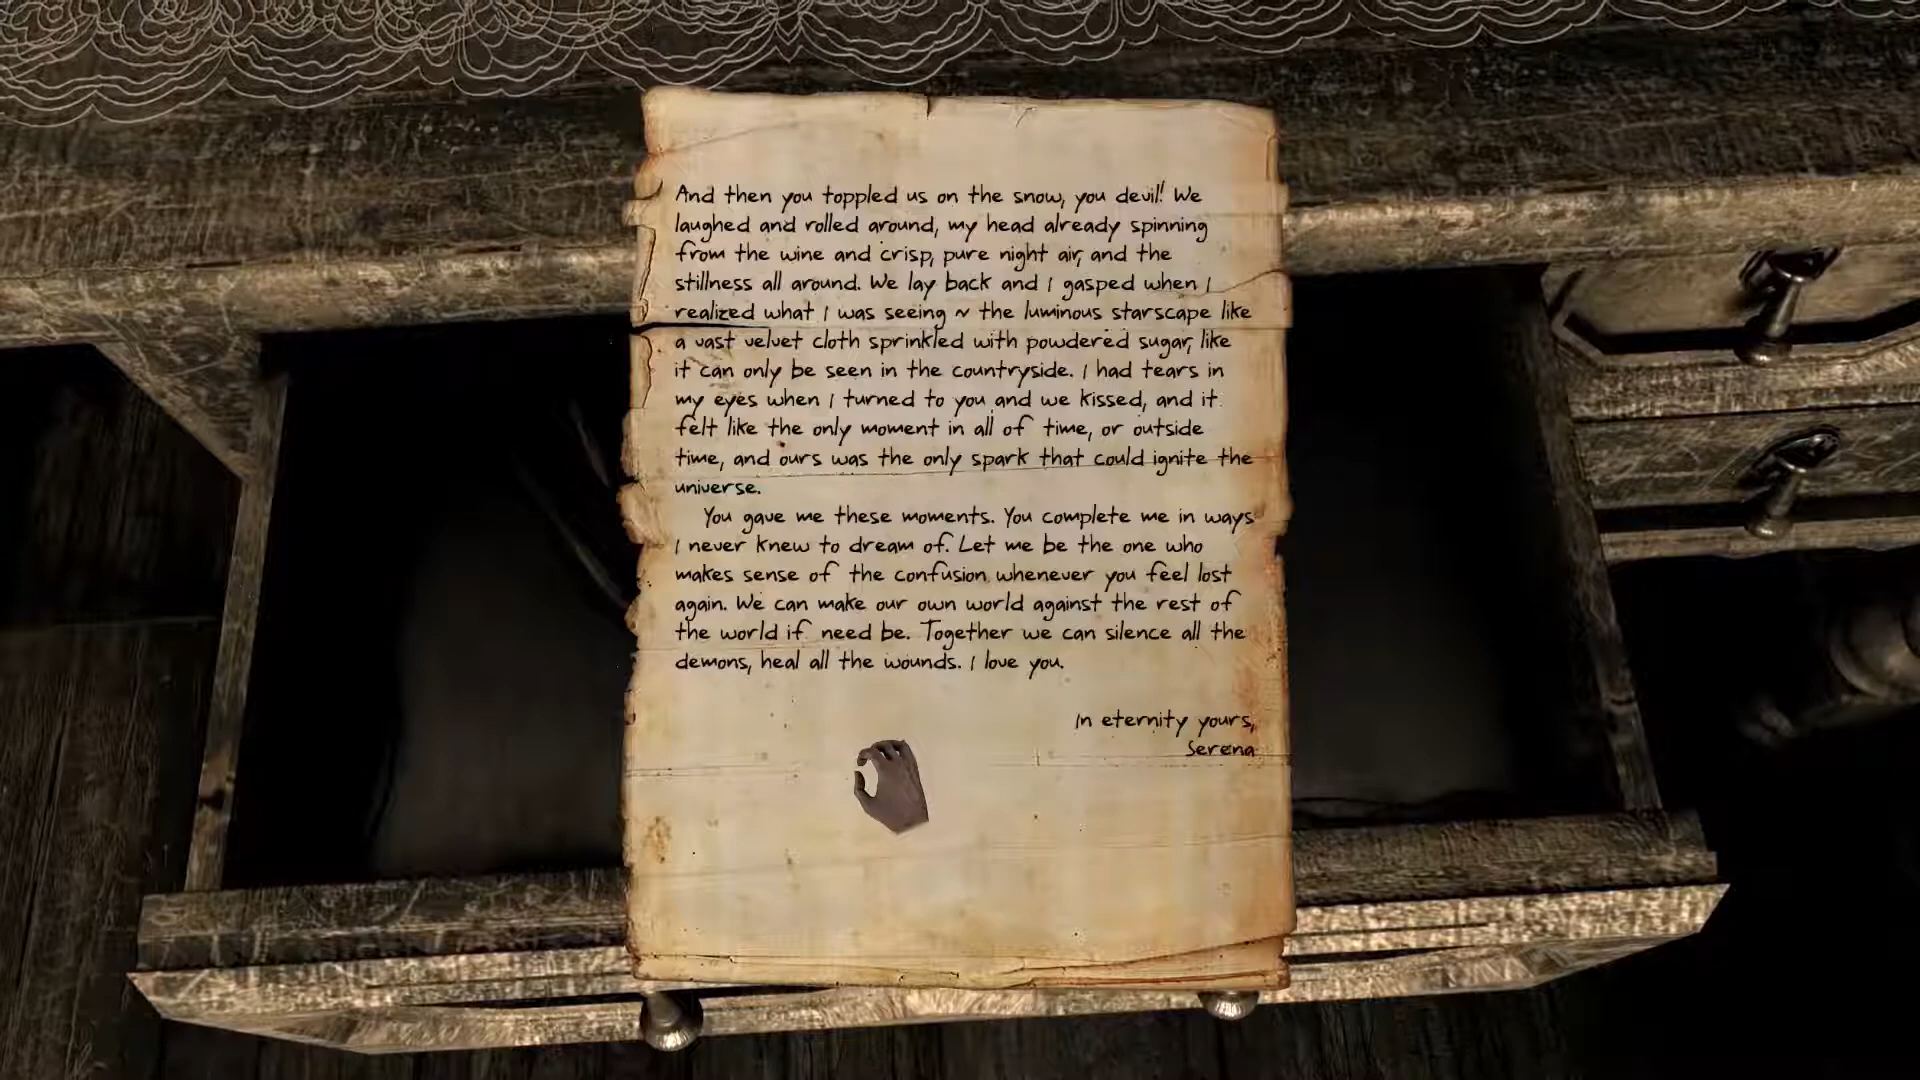 And then you toppled us on the snow, you devil! We
laughed and rolled around, my head already spinning
from the wine and crisp, pure night air, and the
stillness all around. We lay back and I gasped when I
realized what I was seeing ~ the luminous starscape like
a vast velvet cloth sprinkled with powdered sugar, like
it can only be seen in the countryside. I had tears in
my eyes when I turned to you and we kissed, and it
felt like the only moment in all of time, or outside
time, and ours was the only spark that could ignite the
universe.
You gave me these moments. You complete me in ways
I never knew to dream of. Let me be the one who
makes sense of the confusion whenever you feel lost
again. We can make our own world against the rest of
the world if need be. Together we can silence all the
demons, heal all the wounds. I love you.
In eternity yours,
Serena